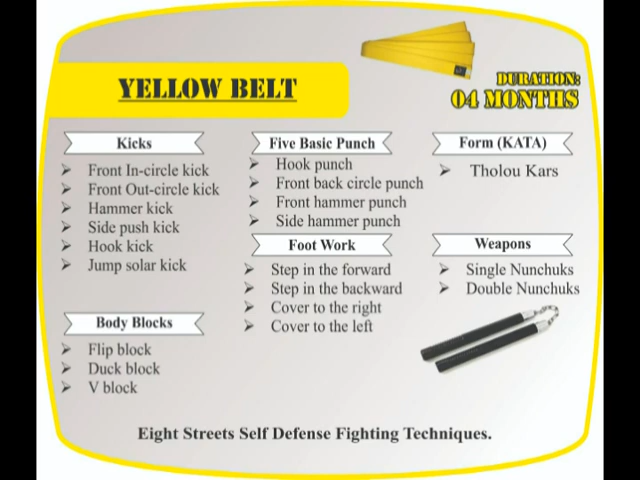 YELLOW BELT
DURATION:
04 MONTHS
Kicks
Front In-circle kick
Front Out-circle kick
Hammer kick
Side push kick
Hook kick
Jump solar kick
Body Blocks
Flip block
Duck block
V block
Five Basic Punch
Hook punch
Front back circle punch
Front hammer punch
Side hammer punch
Foot Work
Step in the forward
Step in the backward
Cover to the right
Cover to the left
Form (KATA)
Tholou Kars
Weapons
Single Nunchuks
Double Nunchuks
Eight Streets Self Defense Fighting Techniques.